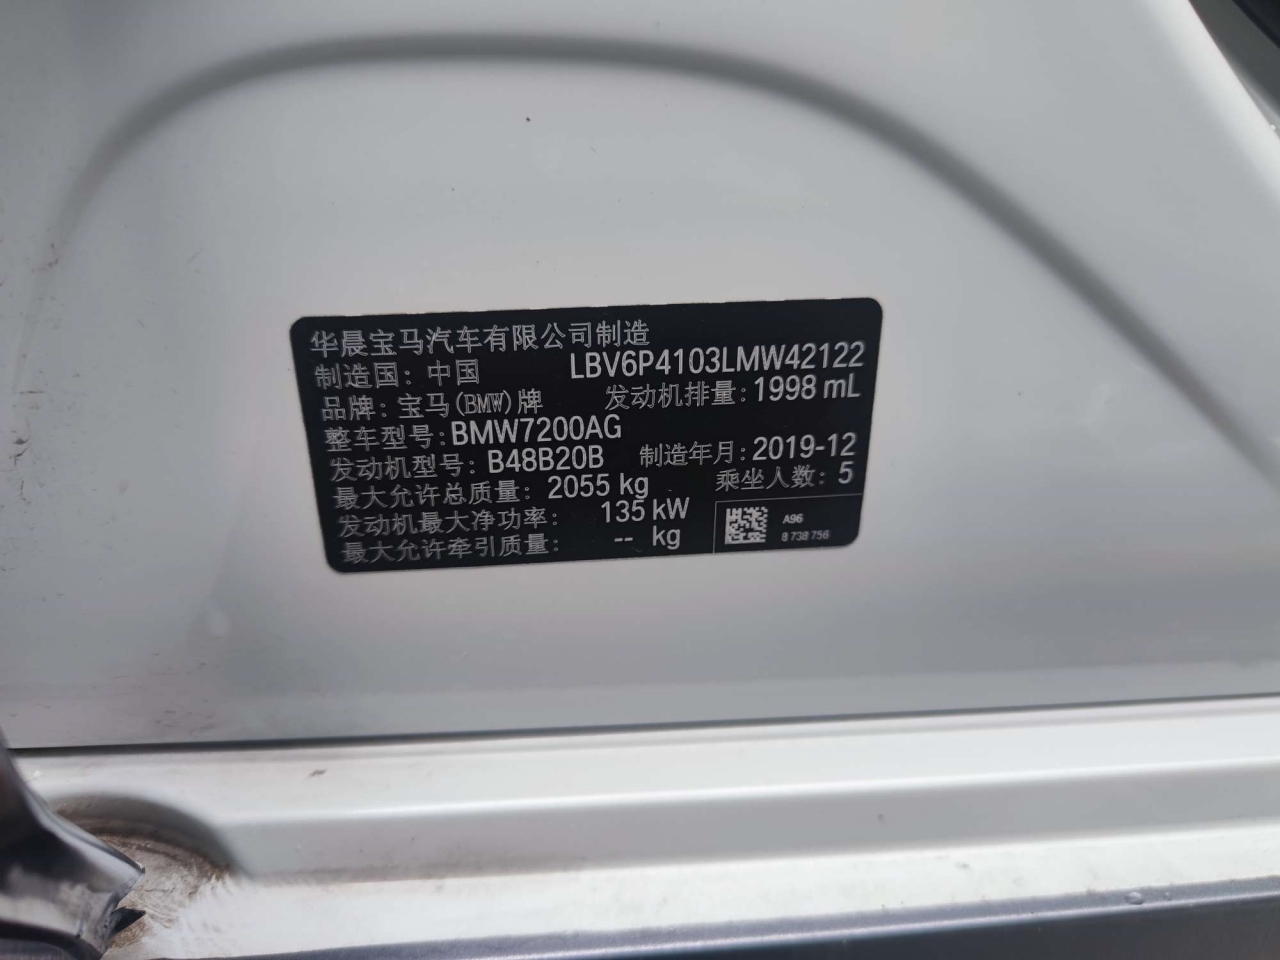 华晨宝马汽车有限公司制造
制造国: 中国 LBV6P4103LMW42122
品牌: 宝马(BMW)牌 发动机排量: 1998 mL
整车型号: BMW7200AG
发动机型号: B48B20B 制造年月: 2019-12
最大允许总质量: 2055 kg 乘坐人数: 5
发动机最大净功率: 135 kW
最大允许牵引质量: -- kg
A96
8 738 756